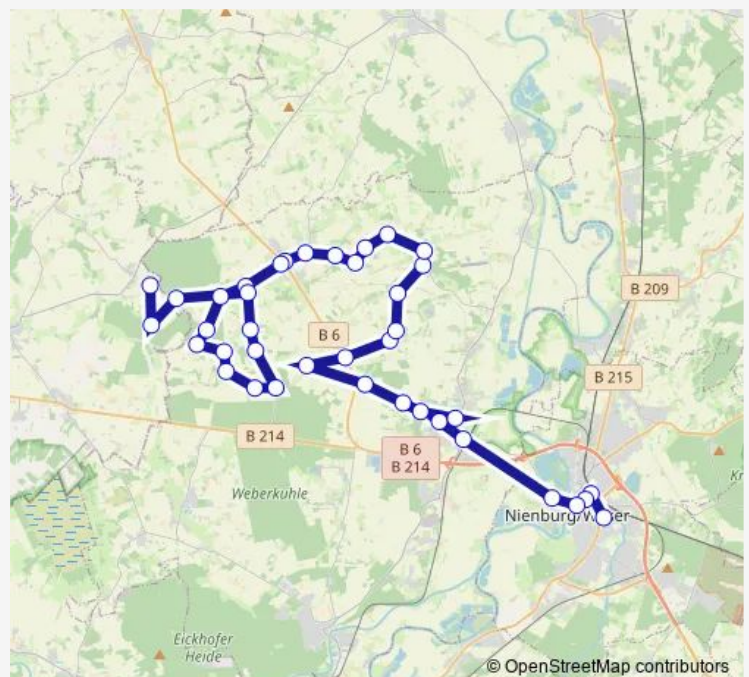 B 209
B 6
B 215
B 214
B 6
B 214
Weberkuhle
Nienburg/Weser
Eickhofer
Heide
© OpenStreetMap contributors